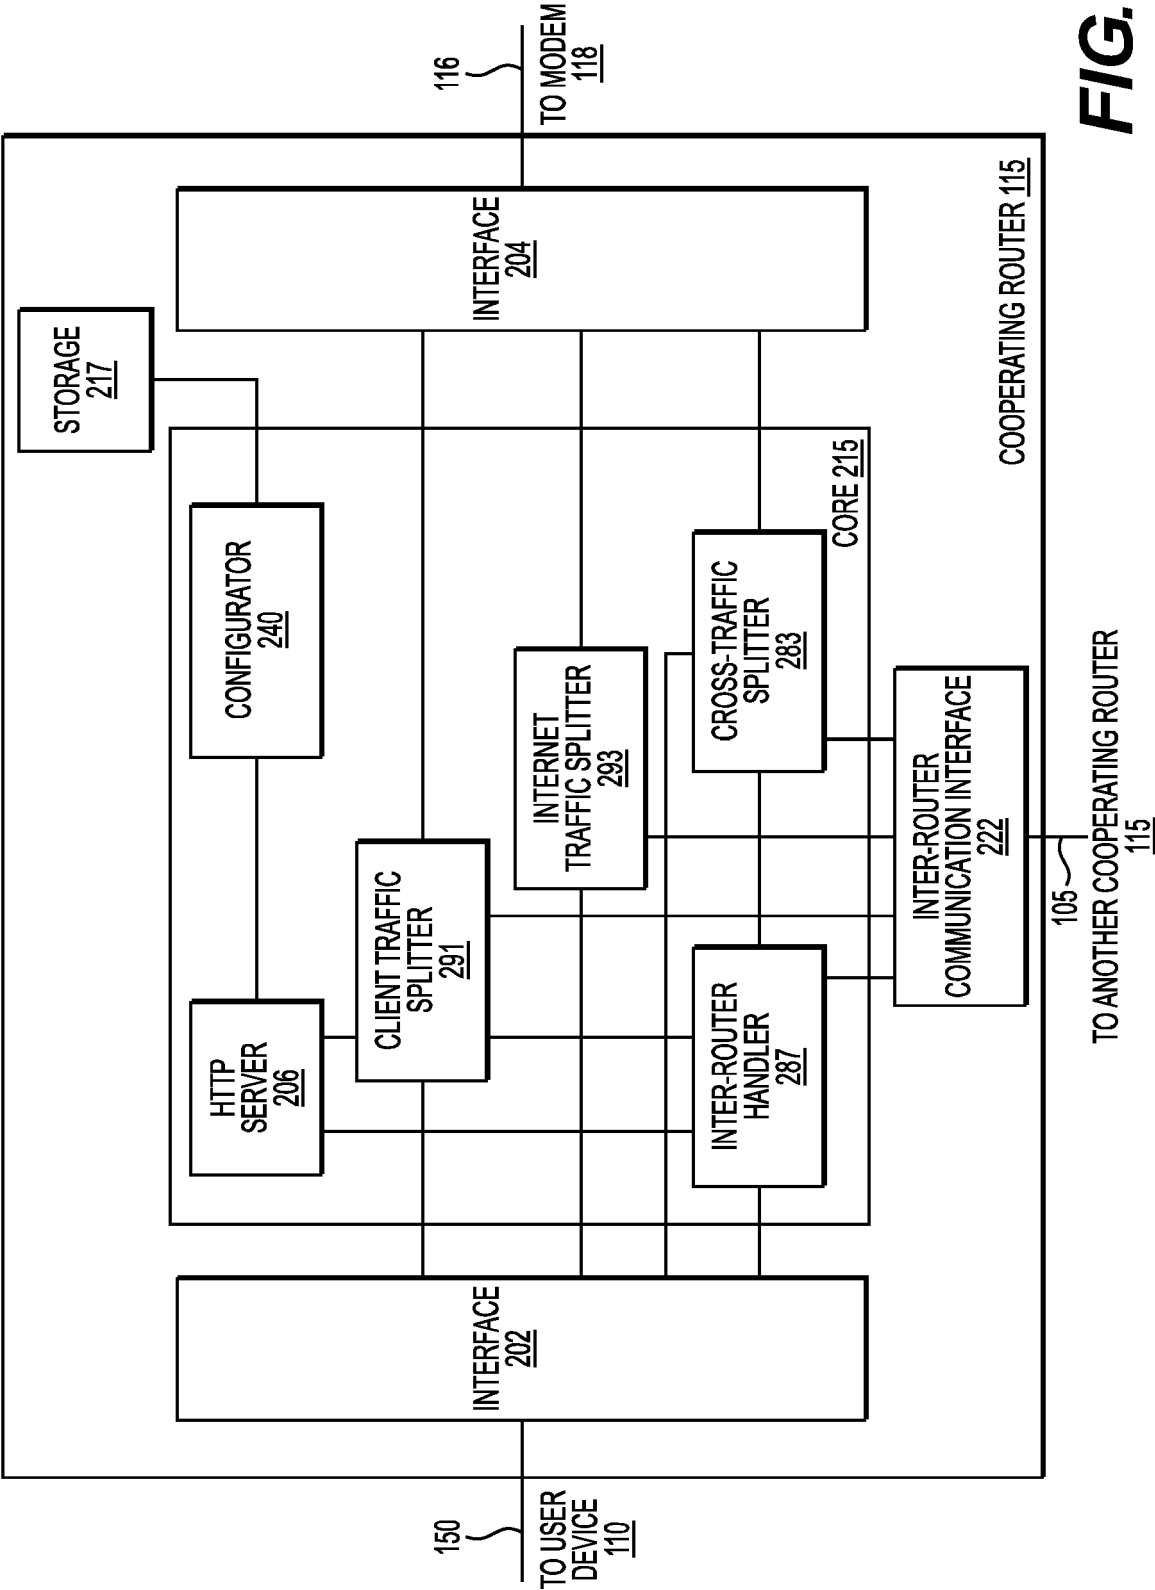 116
TO MODEM
118
STORAGE
217
INTERFACE
204
COOPERATING ROUTER 115
CORE 215
CONFIGURATOR
240
CROSS-TRAFFIC
SPLITTER
283
INTERNET
TRAFFIC SPLITTER
293
CLIENT TRAFFIC
SPLITTER
291
HTTP
SERVER
206
INTER-ROUTER
HANDLER
287
INTER-ROUTER
COMMUNICATION INTERFACE
222
105
TO ANOTHER COOPERATING ROUTER
115
INTERFACE
202
150
TO USER
DEVICE
110
FIG.